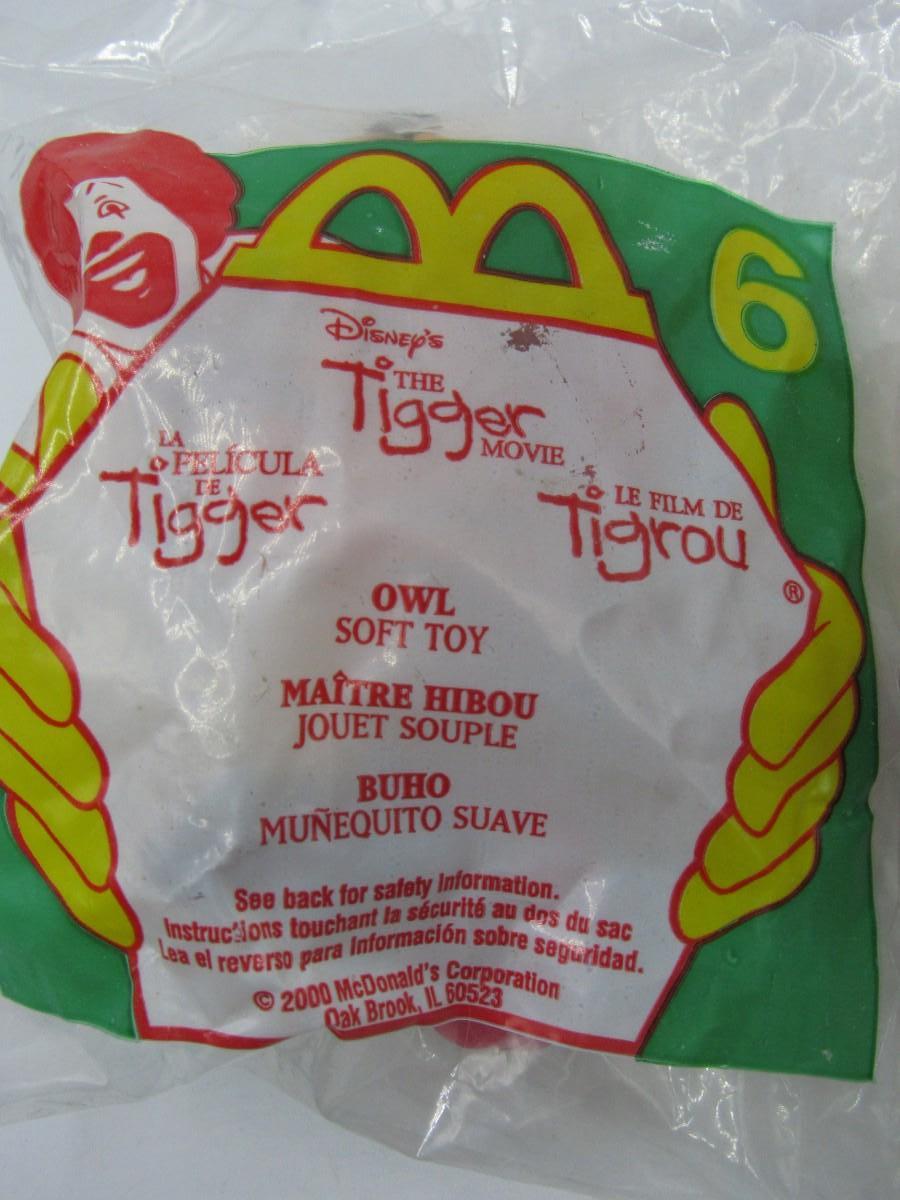 6
Disney's
THE
Tigger
MOVIE
LA
PELÍCULA
DE
Tigger
LE FILM DE
Tigrou
®
OWL
SOFT TOY
MAÎTRE HIBOU
JOUET SOUPLE
BUHO
MUÑEQUITO SUAVE
See back for safety information.
Instructions touchant la sécurité au dos du sac
Lea el reverso para información sobre seguridad.
© 2000 McDonald's Corporation
Oak Brook, IL 60523